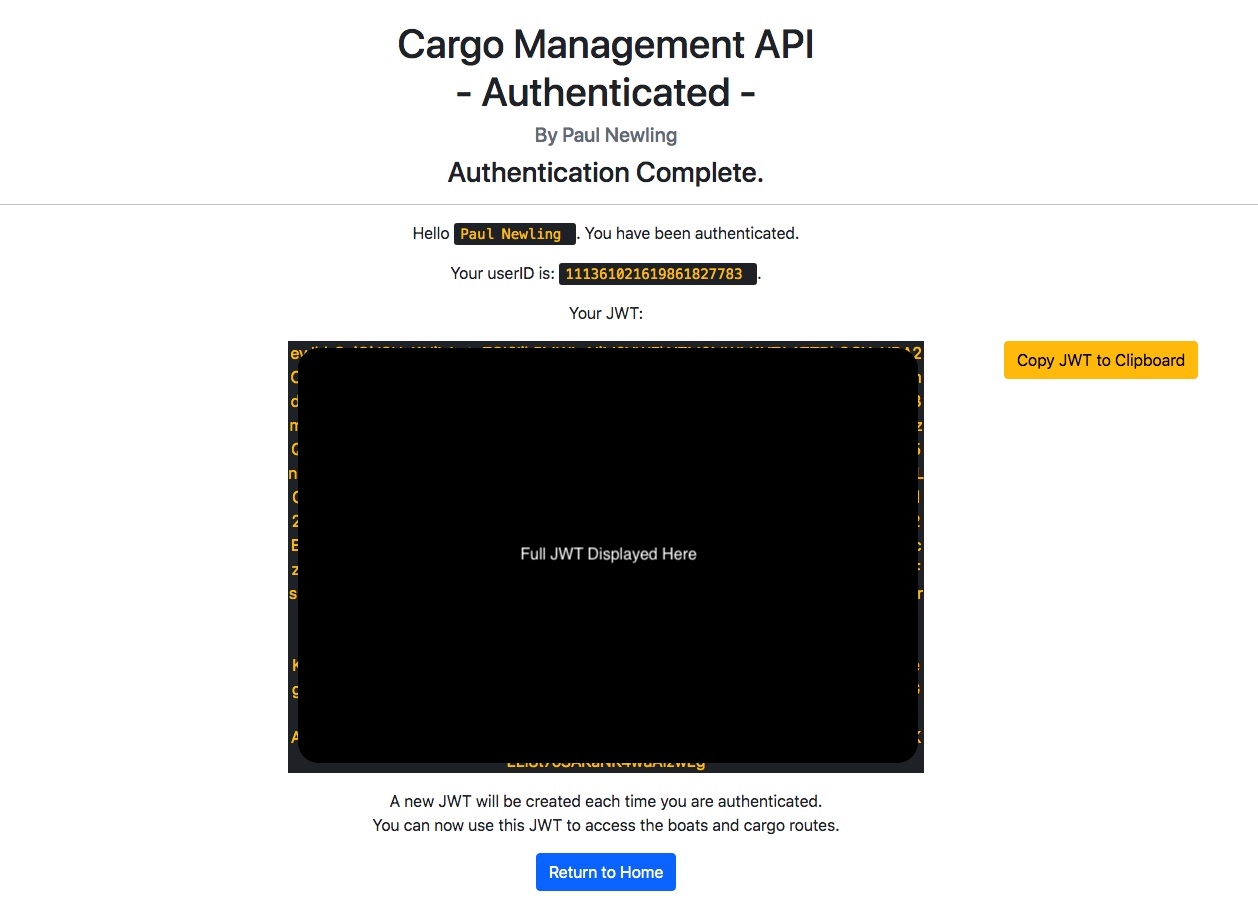 Cargo Management API
- Authenticated -
By Paul Newling
Authentication Complete.
Hello Paul Newling . You have been authenticated.
Your userID is: 111361021619861827783 .
Your JWT:
Copy JWT to Clipboard
Full JWT Displayed Here
A new JWT will be created each time you are authenticated.
You can now use this JWT to access the boats and cargo routes.
Return to Home